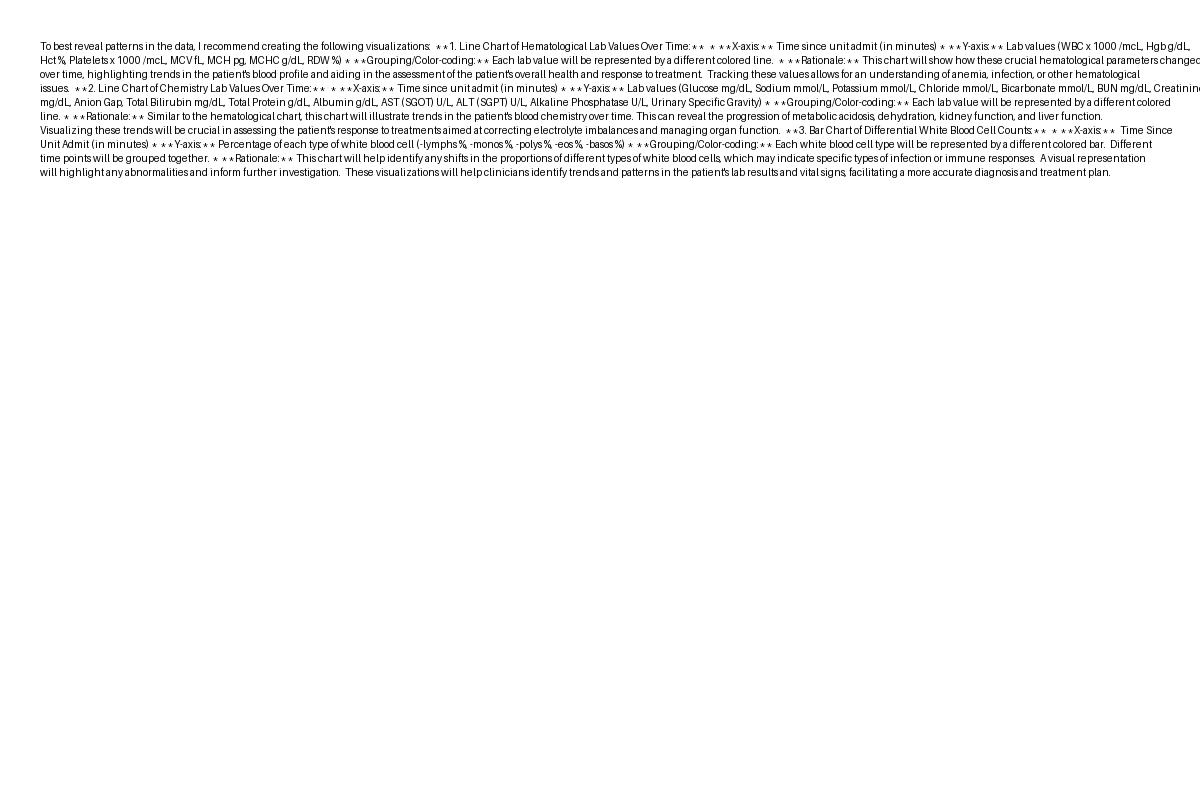 To best reveal patterns in the data, I recommend creating the following visualizations:  **1. Line Chart of Hematological Lab Values Over Time:**  * **X-axis:** Time since unit admit (in minutes) * **Y-axis:** Lab values (WBC x 1000 /mcL, Hgb g/dL,
Hct %, Platelets x 1000 /mcL, MCV fL, MCH pg, MCHC g/dL, RDW %) * **Grouping/Color-coding:** Each lab value will be represented by a different colored line.  * **Rationale:** This chart will show how these crucial hematological parameters changed
over time, highlighting trends in the patient's blood profile and aiding in the assessment of the patient's overall health and response to treatment.  Tracking these values allows for an understanding of anemia, infection, or other hematological
issues.  **2. Line Chart of Chemistry Lab Values Over Time:**  * **X-axis:** Time since unit admit (in minutes) * **Y-axis:** Lab values (Glucose mg/dL, Sodium mmol/L, Potassium mmol/L, Chloride mmol/L, Bicarbonate mmol/L, BUN mg/dL, Creatinine
mg/dL, Anion Gap, Total Bilirubin mg/dL, Total Protein g/dL, Albumin g/dL, AST (SGOT) U/L, ALT (SGPT) U/L, Alkaline Phosphatase U/L, Urinary Specific Gravity) * **Grouping/Color-coding:** Each lab value will be represented by a different colored
line. * **Rationale:** Similar to the hematological chart, this chart will illustrate trends in the patient's blood chemistry over time. This can reveal the progression of metabolic acidosis, dehydration, kidney function, and liver function.
Visualizing these trends will be crucial in assessing the patient's response to treatments aimed at correcting electrolyte imbalances and managing organ function.  **3. Bar Chart of Differential White Blood Cell Counts:**  * **X-axis:**  Time Since
Unit Admit (in minutes) * **Y-axis:** Percentage of each type of white blood cell (-lymphs %, -monos %, -polys %, -eos %, -basos %) * **Grouping/Color-coding:** Each white blood cell type will be represented by a different colored bar.  Different
time points will be grouped together. * **Rationale:** This chart will help identify any shifts in the proportions of different types of white blood cells, which may indicate specific types of infection or immune responses.  A visual representation
will highlight any abnormalities and inform further investigation.  These visualizations will help clinicians identify trends and patterns in the patient's lab results and vital signs, facilitating a more accurate diagnosis and treatment plan.